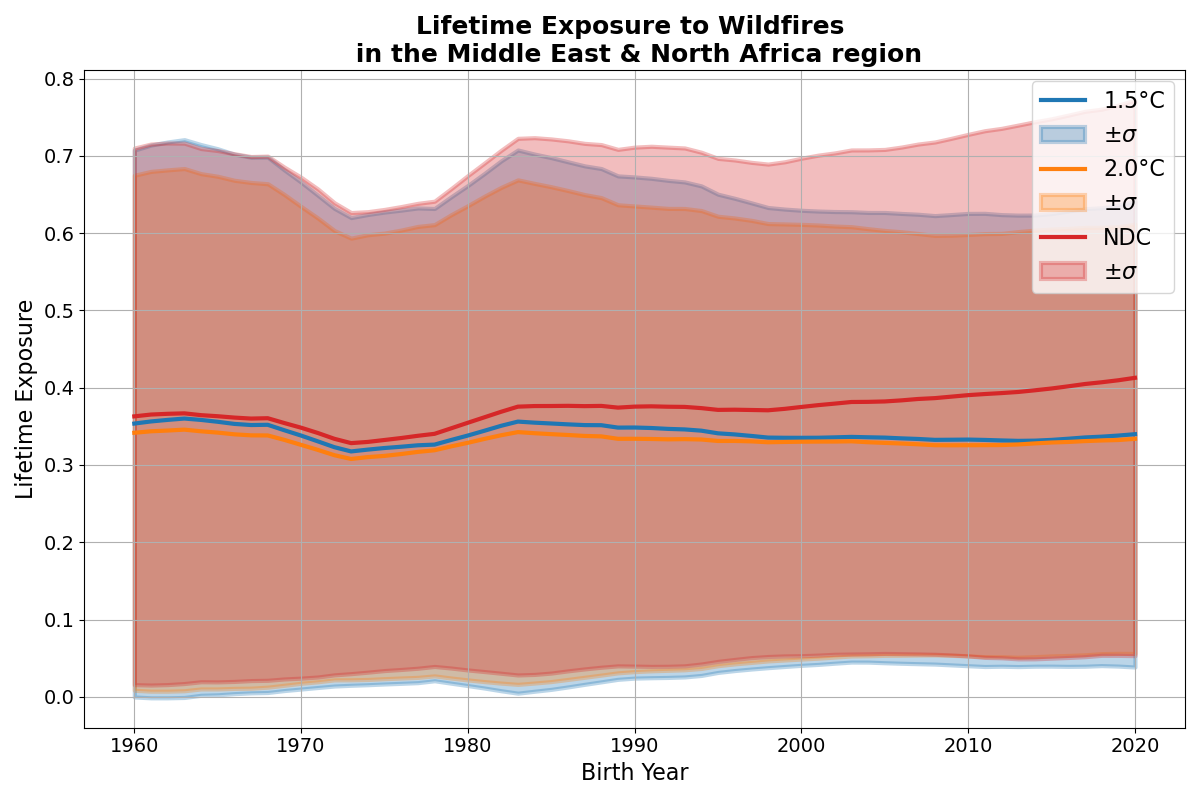 Lifetime Exposure to Wildfires
in the Middle East & North Africa region
Lifetime Exposure
0.8
0.7
0.6
0.5
0.4
0.3
0.2
0.1
0.0
1.5°C
±σ
2.0°C
±σ
NDC
±σ
1960 1970 1980 1990 2000 2010 2020
Birth Year